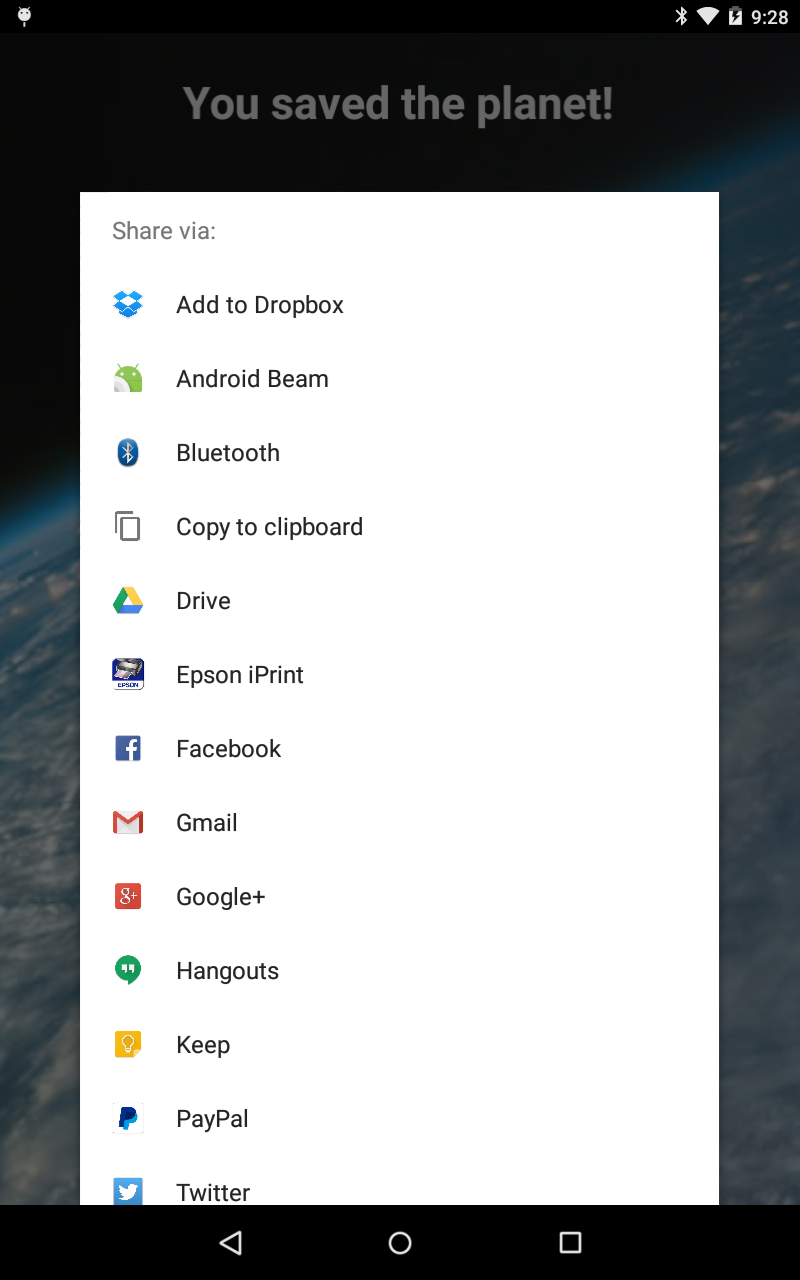 9:28
You saved the planet!
Share via:
Add to Dropbox
Android Beam
Bluetooth
Copy to clipboard
Drive
EPSON
Epson iPrint
Facebook
Gmail
8+
Google+
Hangouts
Keep
PayPal
Twitter